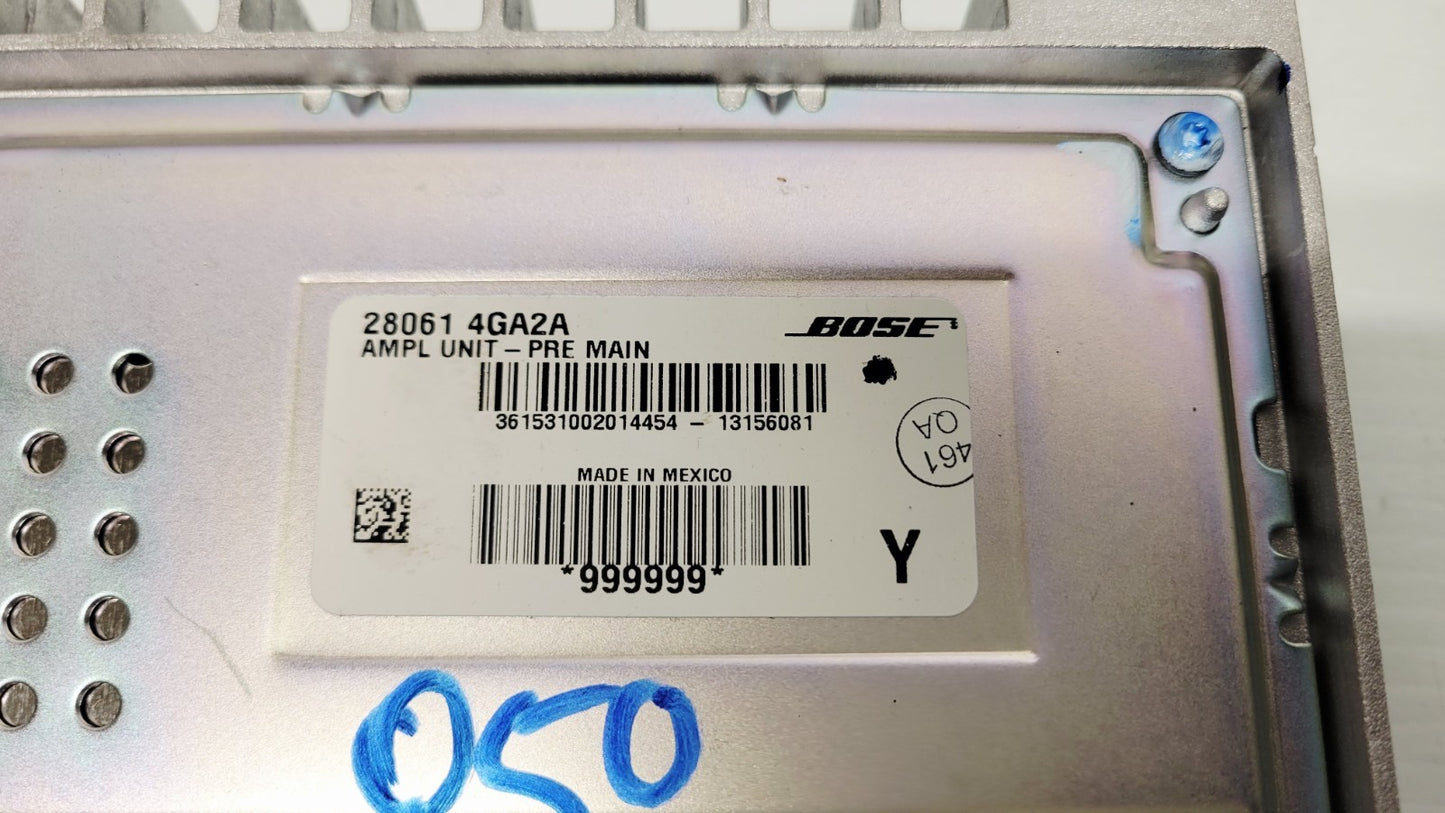 28061 4GA2A
BOSE
AMPL UNIT – PRE MAIN
361531002014454 – 13156081
461
QA
MADE IN MEXICO
*999999*
Y
050